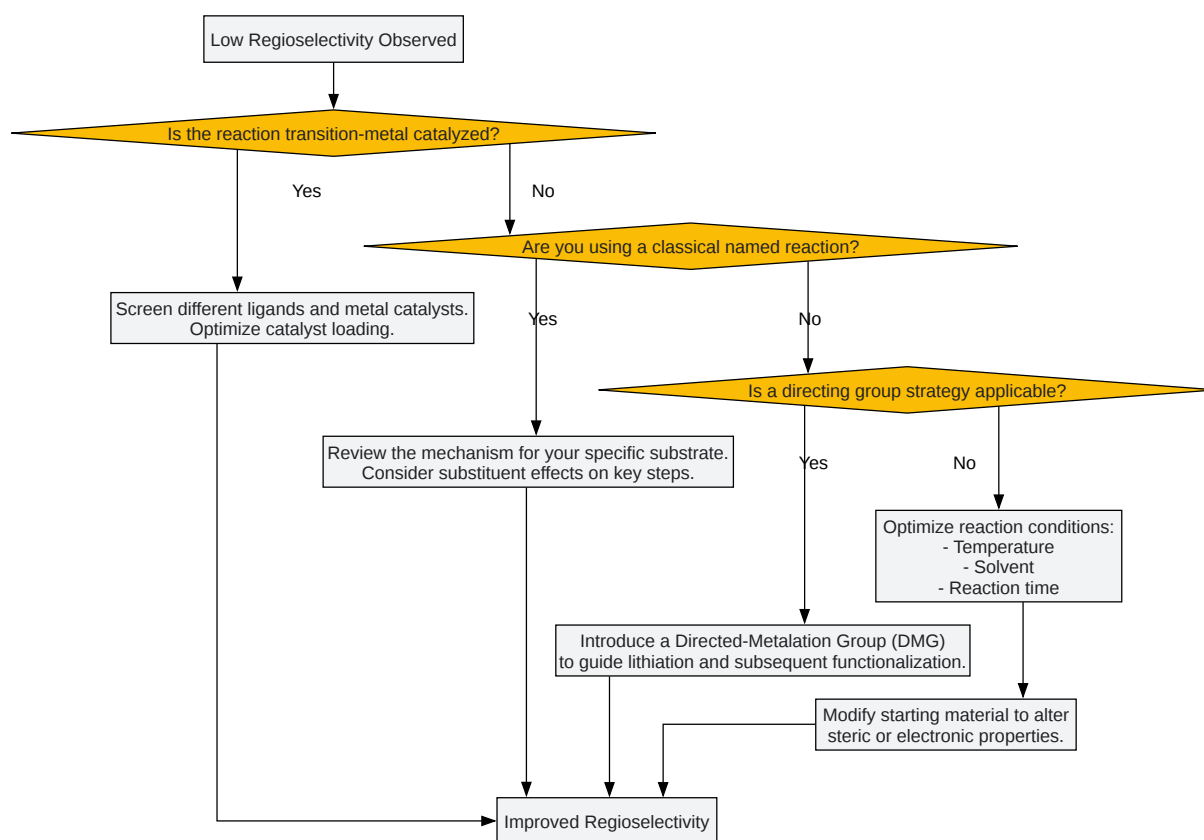 Low Regioselectivity Observed
Is the reaction transition-metal catalyzed?
Yes
No
Are you using a classical named reaction?
Screen different ligands and metal catalysts.
Optimize catalyst loading.
Yes
No
Is a directing group strategy applicable?
Review the mechanism for your specific substrate.
Consider substituent effects on key steps.
Yes
No
Optimize reaction conditions:
- Temperature
- Solvent
- Reaction time
Introduce a Directed-Metalation Group (DMG)
to guide lithiation and subsequent functionalization.
Modify starting material to alter
steric or electronic properties.
Improved Regioselectivity